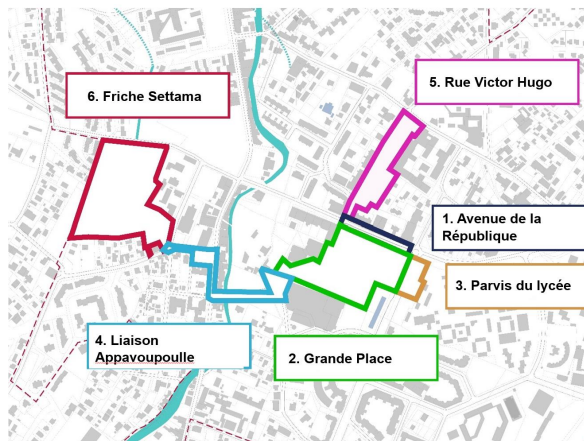 6. Friche Settama
5. Rue Victor Hugo
1. Avenue de la
République
3. Parvis du lycée
4. Liaison
Appavoupoulle
2. Grande Place